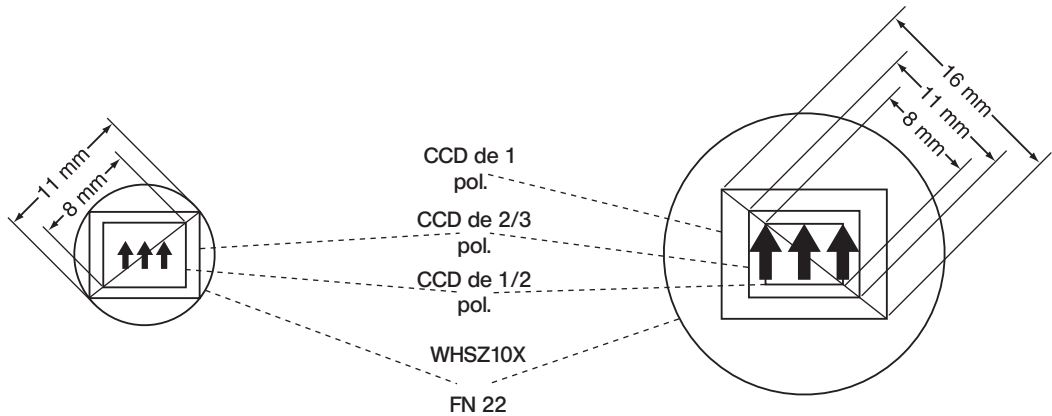 11 mm
8 mm
CCD de 1
pol.
CCD de 2/3
pol.
CCD de 1/2
pol.
WHSZ10X
FN 22
16 mm
11 mm
8 mm